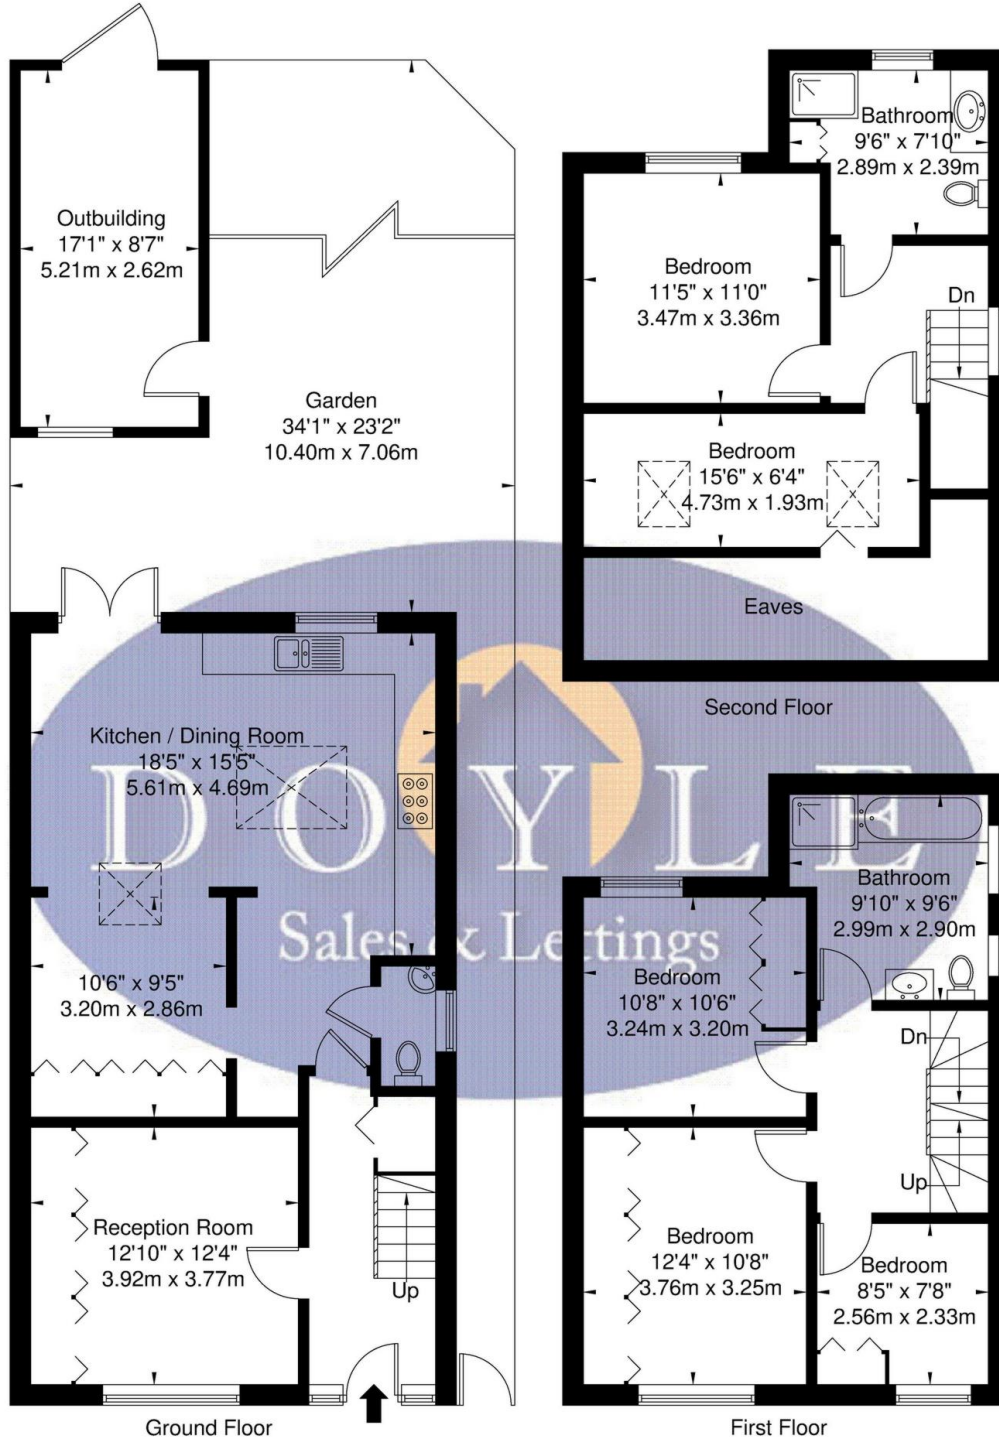 Outbuilding
17'1" x 8'7"
5.21m x 2.62m
Garden
34'1" x 23'2"
10.40m x 7.06m
Kitchen / Dining Room
18'5" x 15'5"
5.61m x 4.69m
10'6" x 9'5"
3.20m x 2.86m
Reception Room
12'10" x 12'4"
3.92m x 3.77m
Up
Ground Floor
Bathroom
9'6" x 7'10"
2.89m x 2.39m
Bedroom
11'5" x 11'0"
3.47m x 3.36m
Dn
Bedroom
15'6" x 6'4"
4.73m x 1.93m
Eaves
Second Floor
DOYLE
Sales & Lettings
Bathroom
9'10" x 9'6"
2.99m x 2.90m
Bedroom
10'8" x 10'6"
3.24m x 3.20m
Dn
Up
Bedroom
12'4" x 10'8"
3.76m x 3.25m
Bedroom
8'5" x 7'8"
2.56m x 2.33m
First Floor